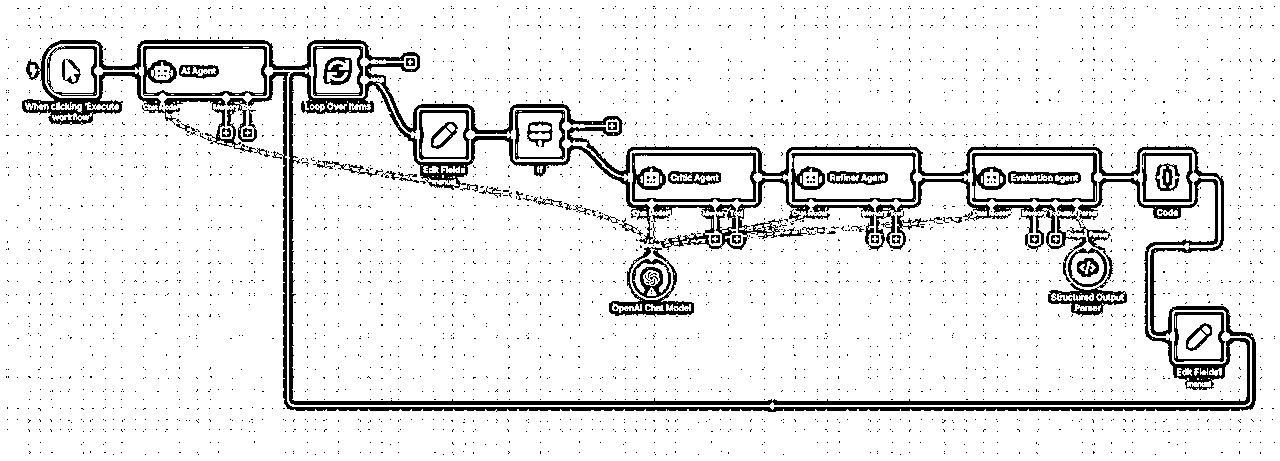 When clicking 'Execute
workflow'
AI Agent
Chat Model
Memory
Tool
Loop Over Items
Edit Fields
If
Critic Agent
Chat Model
Memory
Tool
Refiner Agent
Chat Model
Memory
Tool
Evaluation agent
Chat Model
Memory
Code
OpenAI Chat Model
Structured Output
Parser
Edit Fields1
manual